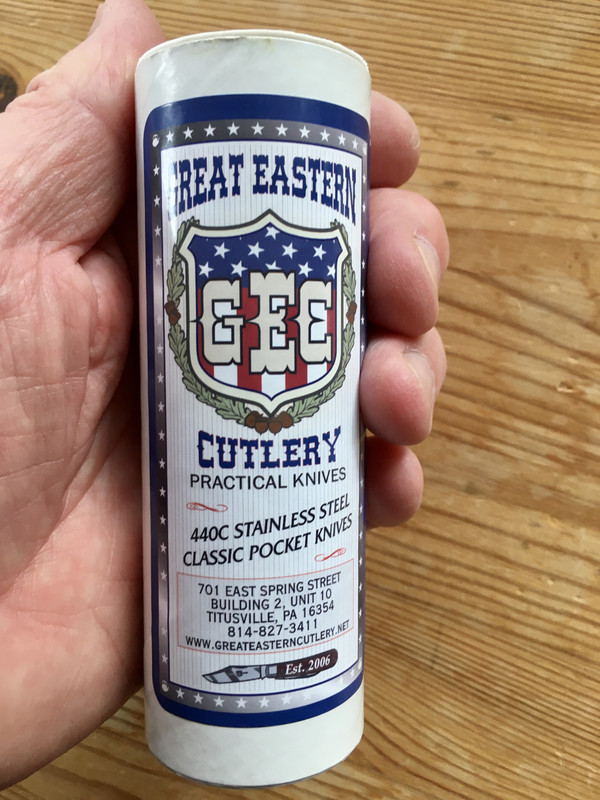 GREAT EASTERN
GEC
CUTLERY
PRACTICAL KNIVES
440C STAINLESS STEEL
CLASSIC POCKET KNIVES
701 EAST SPRING STREET
BUILDING 2, UNIT 10
TITUSVILLE, PA 16354
814-827-3411
WWW.GREATEASTERNCUTLERY.NET
Est. 2006